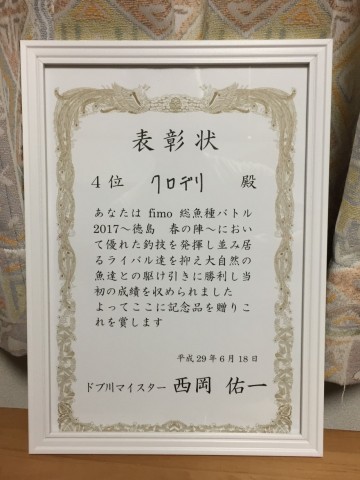 表彰状
4位 クロデリ 殿
あなたは fimo 総魚種バトル
2017～徳島 春の陣～におい
て優れた釣技を発揮し並み居
るライバル達を抑え大自然の
魚達との駆け引きに勝利し当
初の成績を収められました
よってここに記念品を贈りこ
れを賞します
平成29年6月18日
ドブ川マイスター 西岡 佑一